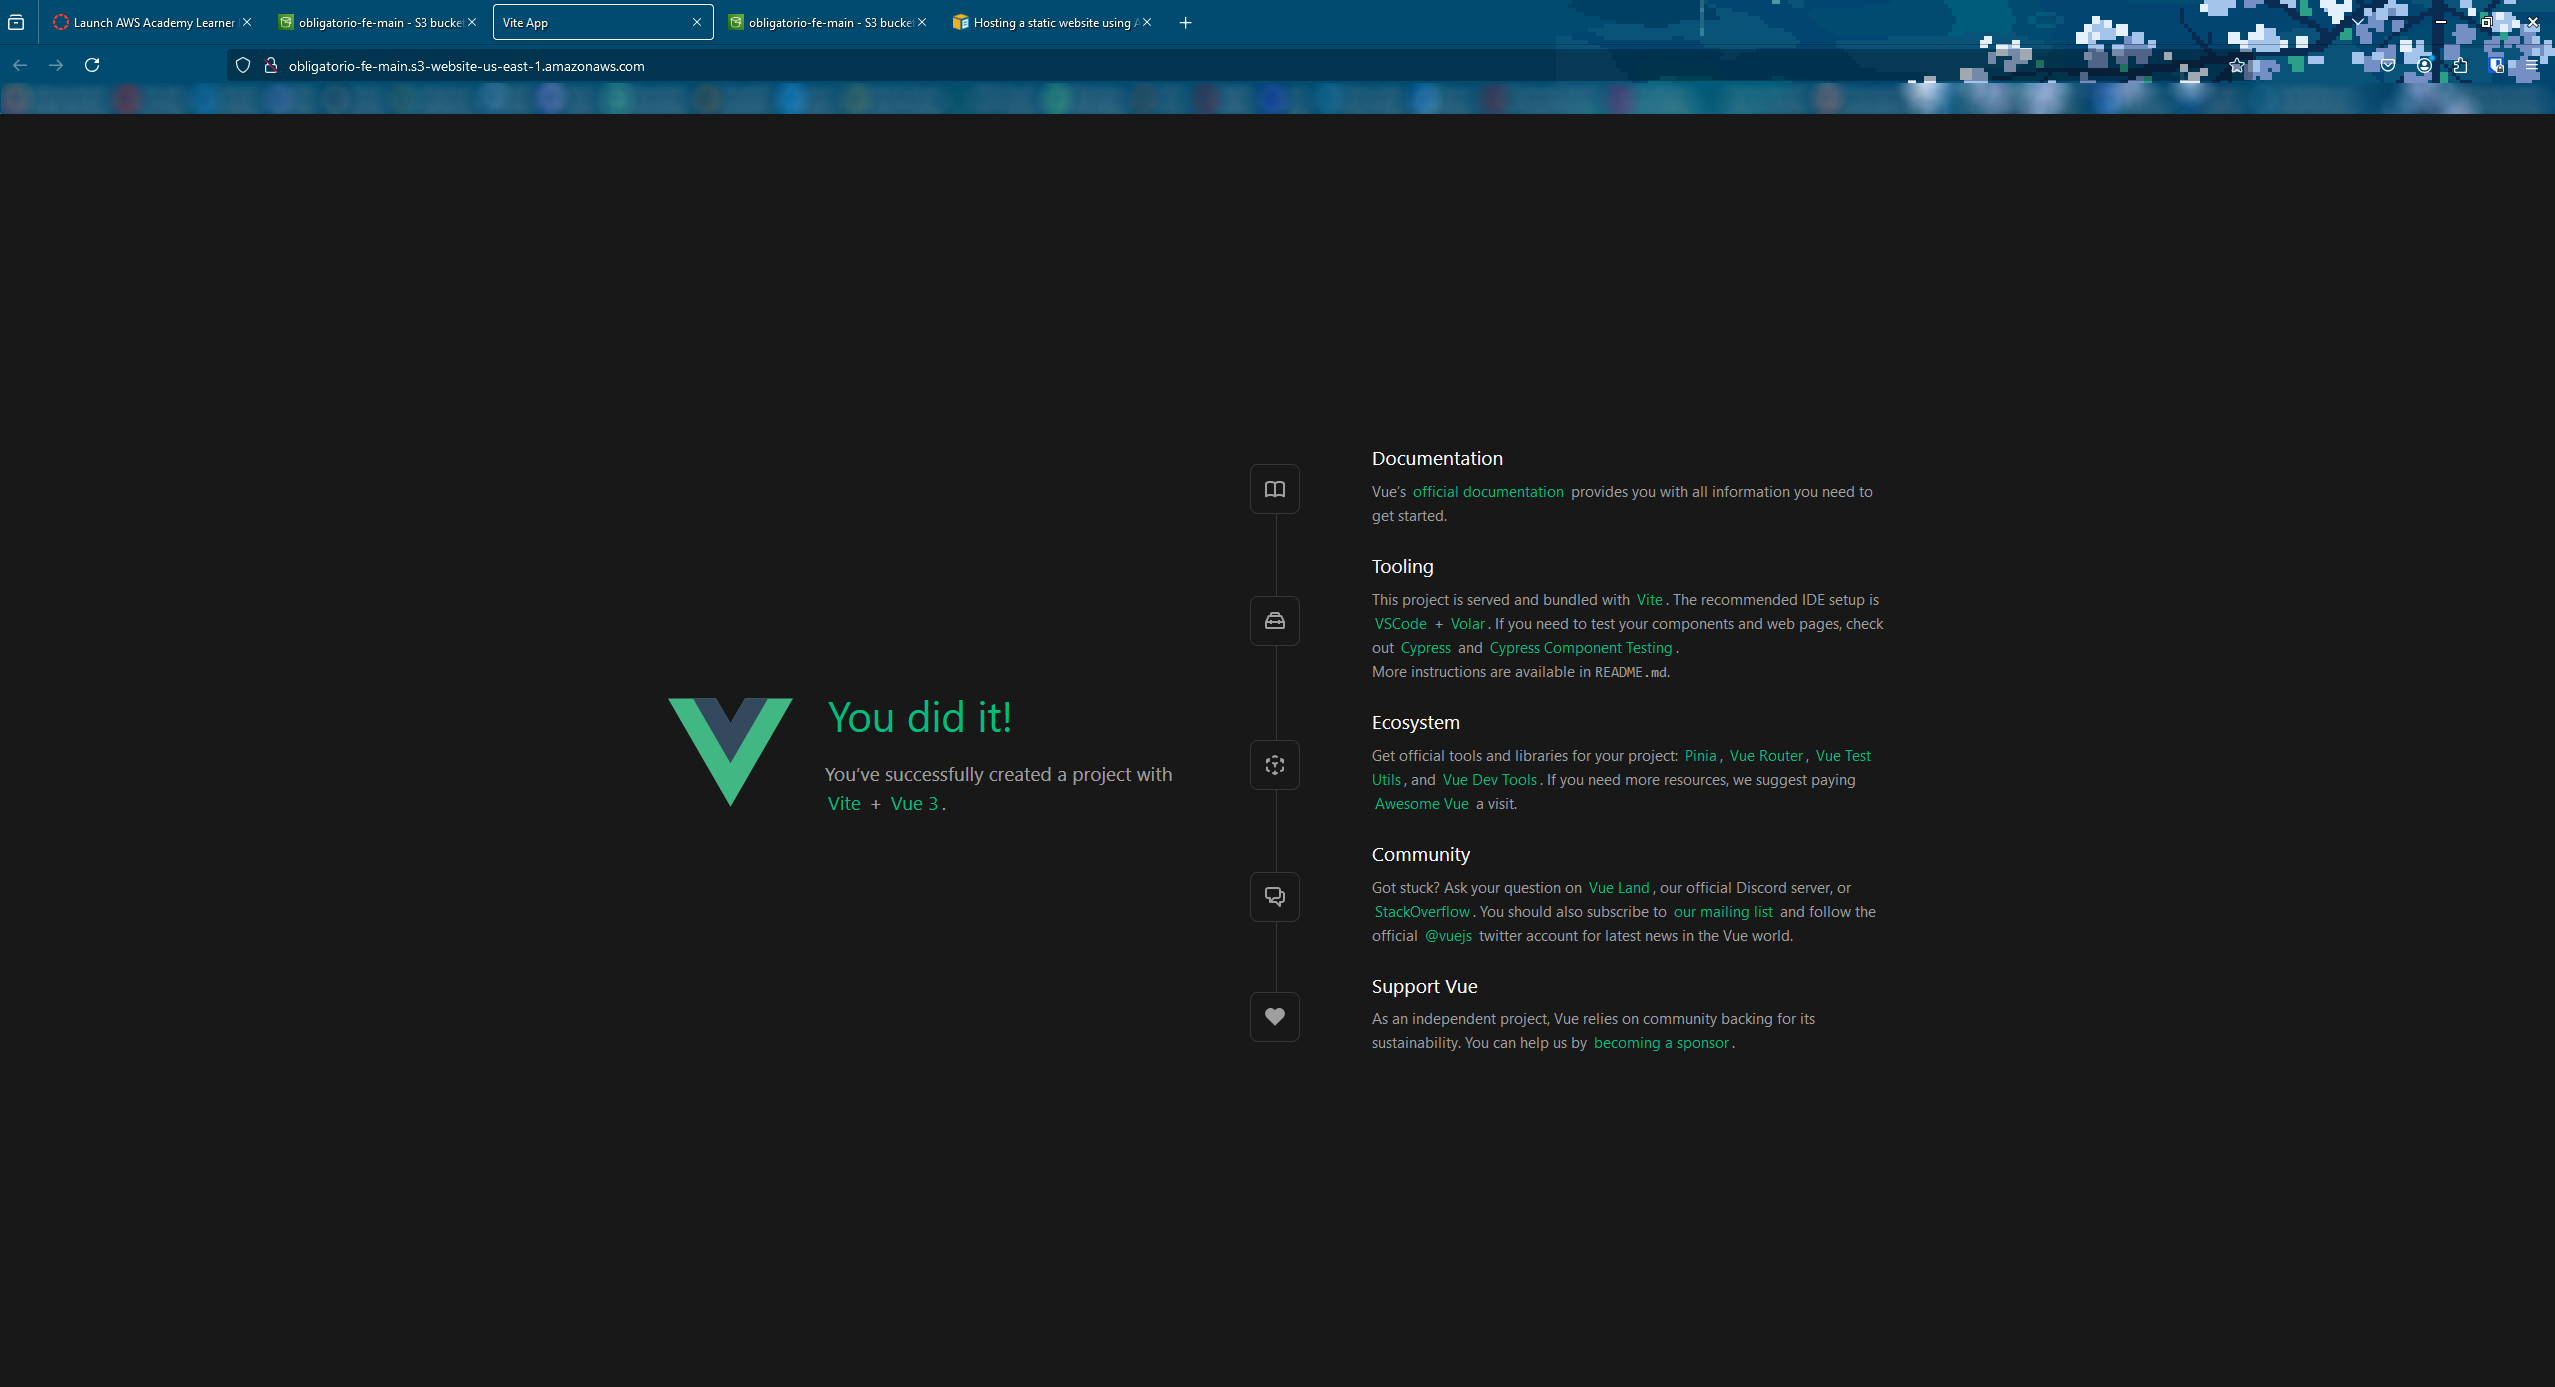 Launch AWS Academy Learner
obligatorio-fe-main - S3 bucket
Vite App
obligatorio-fe-main - S3 bucket
Hosting a static website using A
obligatorio-fe-main.s3-website-us-east-1.amazonaws.com
You did it!
You've successfully created a project with
Vite + Vue 3.
Documentation
Vue's official documentation provides you with all information you need to
get started.
Tooling
This project is served and bundled with Vite. The recommended IDE setup is
VSCode + Volar. If you need to test your components and web pages, check
out Cypress and Cypress Component Testing.
More instructions are available in README.md.
Ecosystem
Get official tools and libraries for your project: Pinia, Vue Router, Vue Test
Utils, and Vue Dev Tools. If you need more resources, we suggest paying
Awesome Vue a visit.
Community
Got stuck? Ask your question on Vue Land, our official Discord server, or
StackOverflow. You should also subscribe to our mailing list and follow the
official @vuejs twitter account for latest news in the Vue world.
Support Vue
As an independent project, Vue relies on community backing for its
sustainability. You can help us by becoming a sponsor.